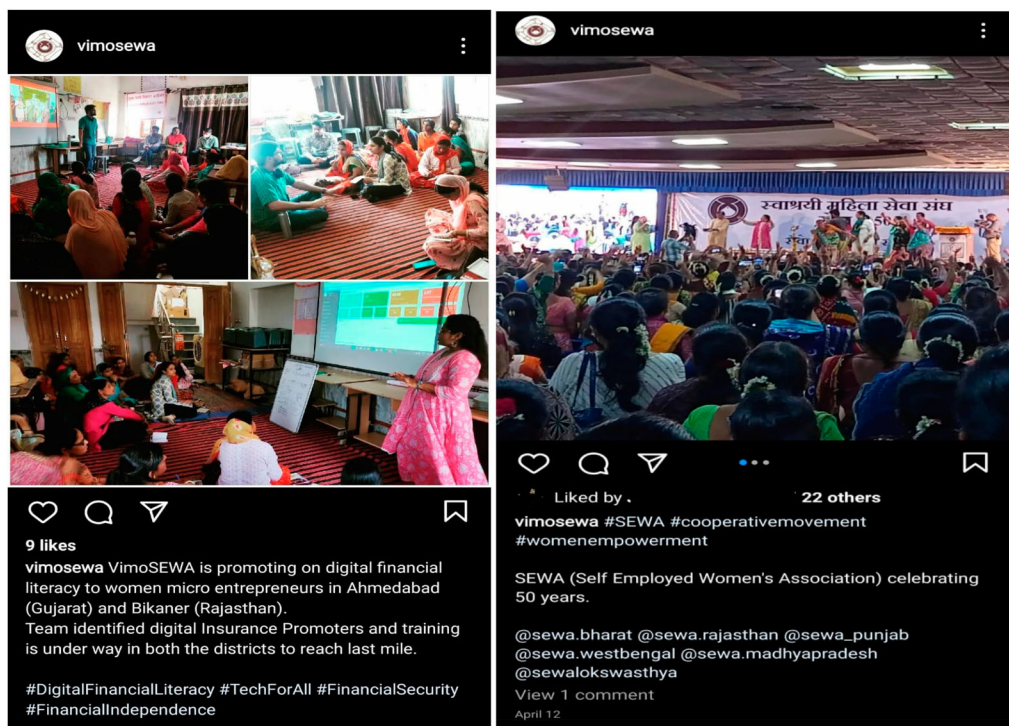 vimosewa
9 likes
vimosewa VimoSEWA is promoting on digital financial
literacy to women micro entrepreneurs in Ahmedabad
(Gujarat) and Bikaner (Rajasthan).
Team identified digital Insurance Promoters and training
is under way in both the districts to reach last mile.
#DigitalFinancialLiteracy #TechForAll #FinancialSecurity
#FinancialIndependence
vimosewa
स्वाश्रयी महिला सेवा संघ
Liked by . 22 others
vimosewa #SEWA #cooperativemovement
#womenempowerment
SEWA (Self Employed Women's Association) celebrating
50 years.
@sewa.bharat @sewa.rajasthan @sewa_punjab
@sewa.westbengal @sewa.madhyapradesh
@sewalokswasthya
View 1 comment
April 12